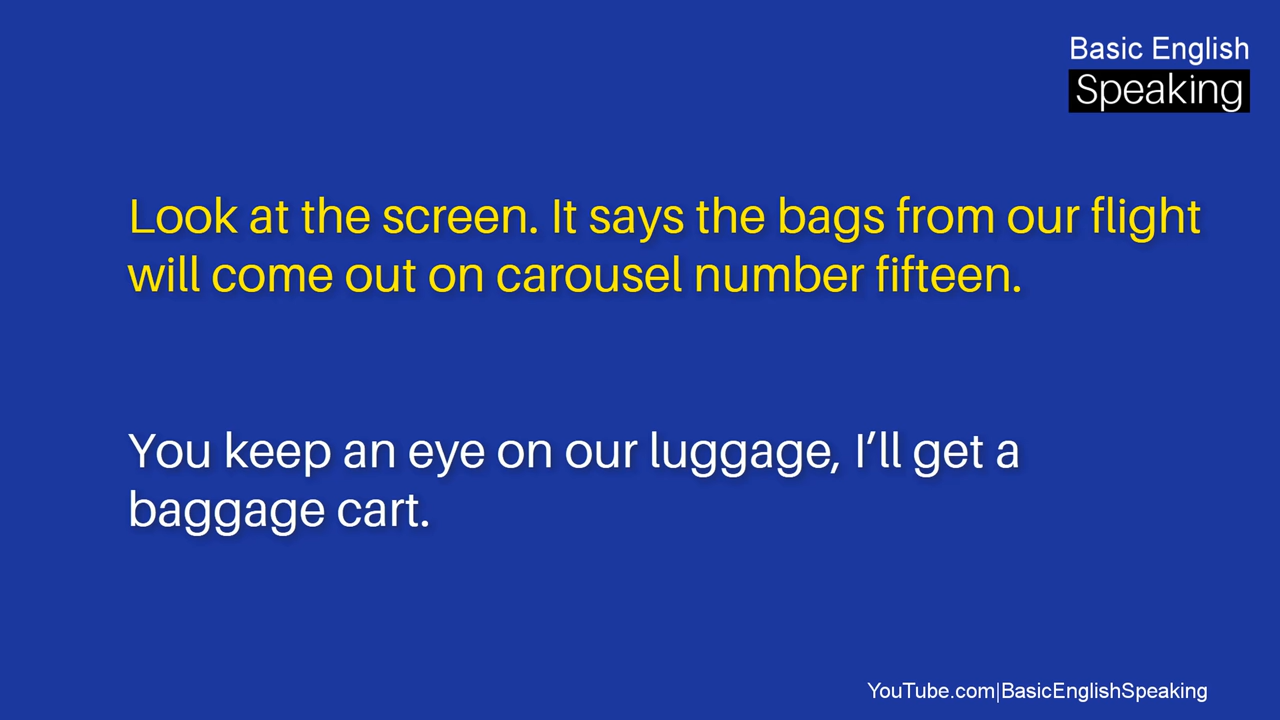 Basic English
Speaking
Look at the screen. It says the bags from our flight
will come out on carousel number fifteen.
You keep an eye on our luggage, I’ll get a
baggage cart.
YouTube.com|BasicEnglishSpeaking